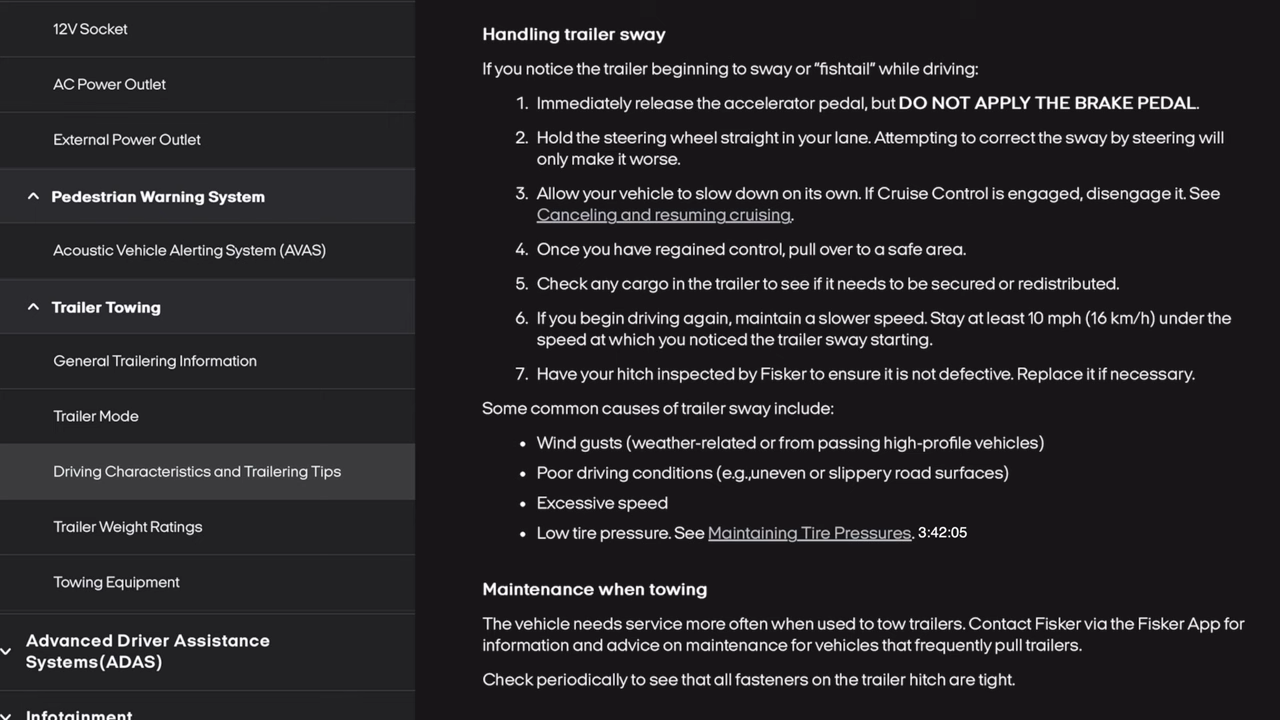 12V Socket
AC Power Outlet
External Power Outlet
Pedestrian Warning System
Acoustic Vehicle Alerting System (AVAS)
Trailer Towing
General Trailering Information
Trailer Mode
Driving Characteristics and Trailering Tips
Trailer Weight Ratings
Towing Equipment
Advanced Driver Assistance
Systems(ADAS)
Infotainment
Handling trailer sway
If you notice the trailer beginning to sway or “fishtail” while driving:
1. Immediately release the accelerator pedal, but DO NOT APPLY THE BRAKE PEDAL.
2. Hold the steering wheel straight in your lane. Attempting to correct the sway by steering will
only make it worse.
3. Allow your vehicle to slow down on its own. If Cruise Control is engaged, disengage it. See
Canceling and resuming cruising.
4. Once you have regained control, pull over to a safe area.
5. Check any cargo in the trailer to see if it needs to be secured or redistributed.
6. If you begin driving again, maintain a slower speed. Stay at least 10 mph (16 km/h) under the
speed at which you noticed the trailer sway starting.
7. Have your hitch inspected by Fisker to ensure it is not defective. Replace it if necessary.
Some common causes of trailer sway include:
• Wind gusts (weather-related or from passing high-profile vehicles)
• Poor driving conditions (e.g.,uneven or slippery road surfaces)
• Excessive speed
• Low tire pressure. See Maintaining Tire Pressures. 3:42:05
Maintenance when towing
The vehicle needs service more often when used to tow trailers. Contact Fisker via the Fisker App for
information and advice on maintenance for vehicles that frequently pull trailers.
Check periodically to see that all fasteners on the trailer hitch are tight.